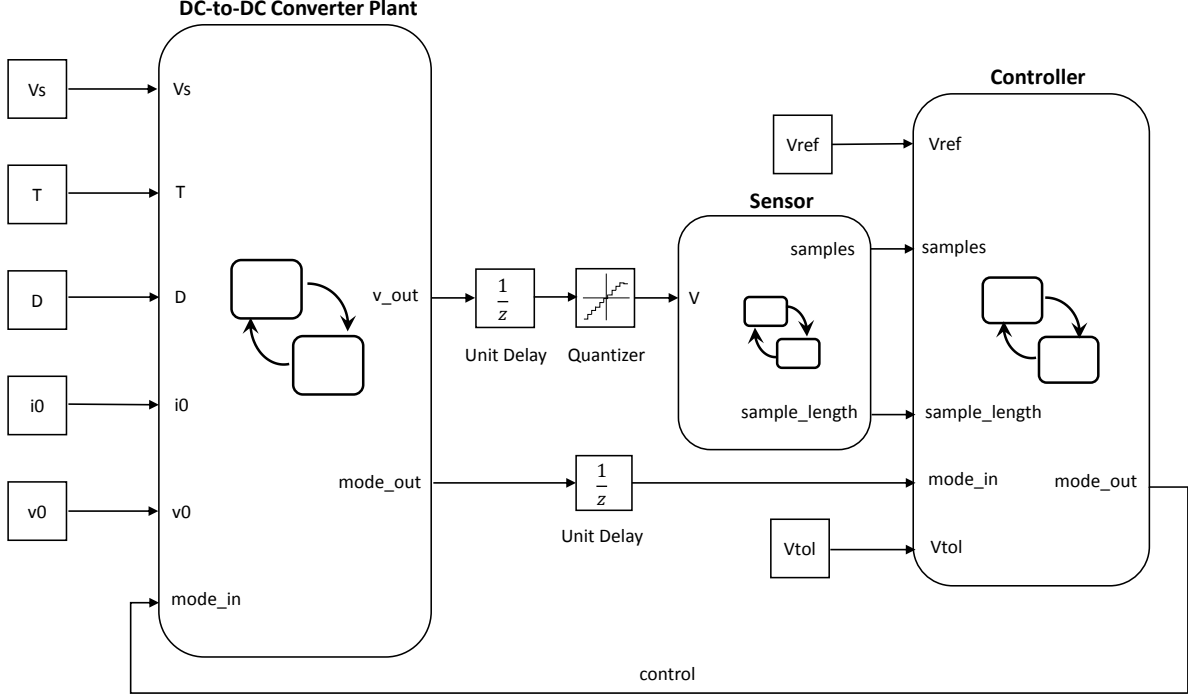 DC-to-DC Converter Plant
Vs
Vs
T
T
D
D
i0
i0
v0
v0
mode_in
v_out
mode_out
1
z
Unit Delay
Quantizer
1
z
Unit Delay
Sensor
V
samples
sample_length
Vref
Vtol
Controller
Vref
samples
sample_length
mode_in
mode_out
Vtol
control